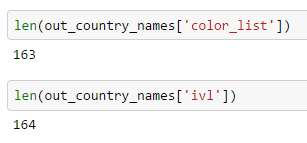 len(out_country_names['color_list'])
163
len(out_country_names['ivl'])
164